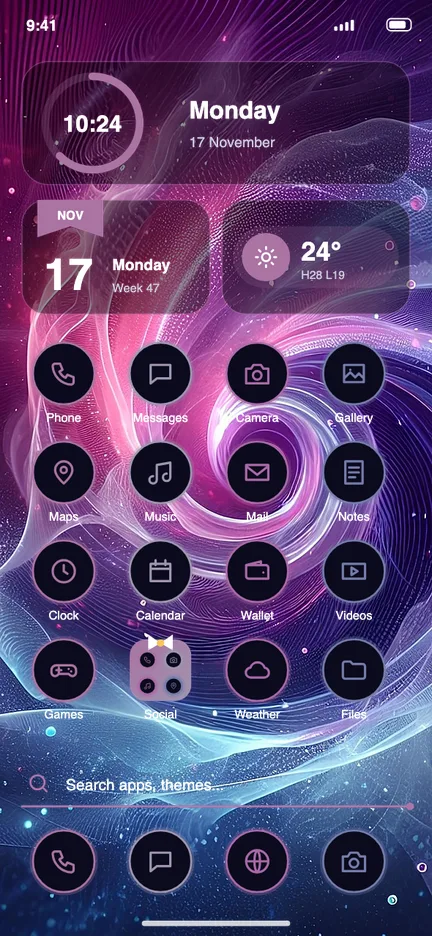 9:41
10:24
Monday
17 November
NOV
17
Monday
Week 47
24°
H28 L19
Phone
Messages
Camera
Gallery
Maps
Music
Mail
Notes
Clock
Calendar
Wallet
Videos
Games
Social
Weather
Files
Search apps, themes...